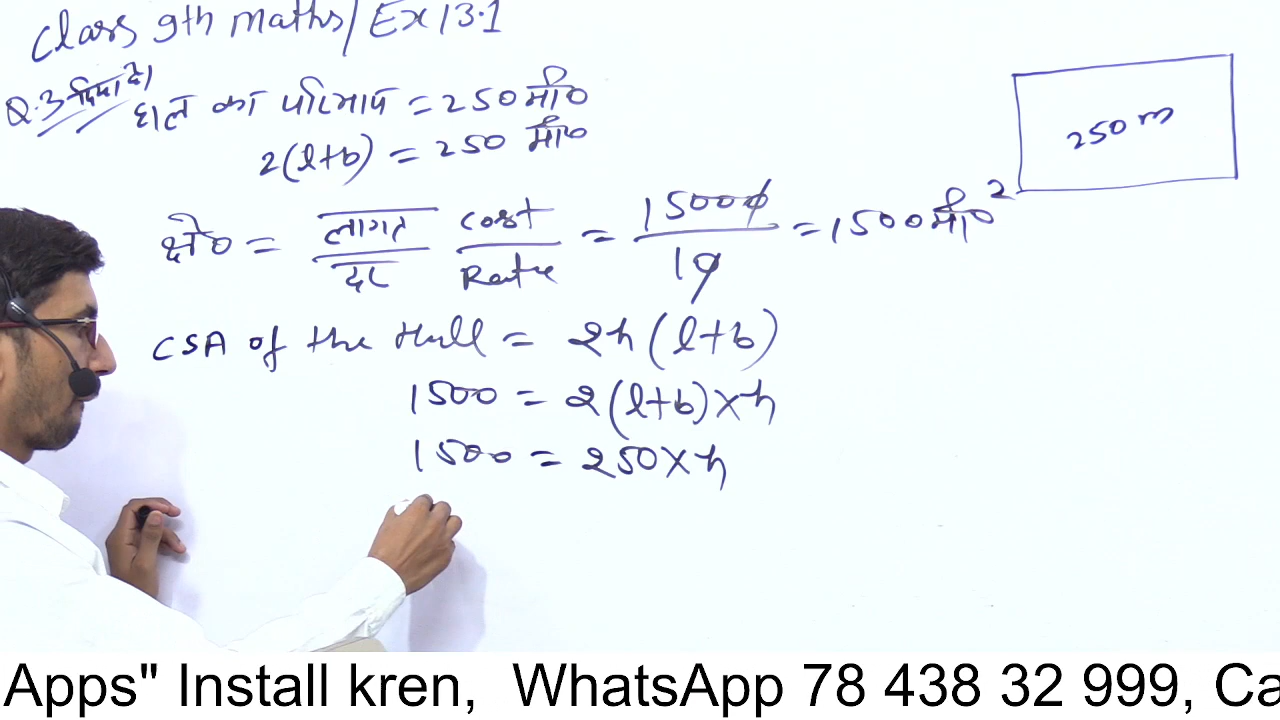 Class 9th maths/Ex 13.1
Q.3 दिया है।
हाल का परिमाप = 250 मी०
2(l+b) = 250 मी०
250 m
क्षे० = लागत/दर Cost/Rate = 15000/10 = 1500 मी०²
CSA of the Hall = 2h(l+b)
1500 = 2(l+b)×h
1500 = 250×h
Apps" Install kren, WhatsApp 78 438 32 999, Ca